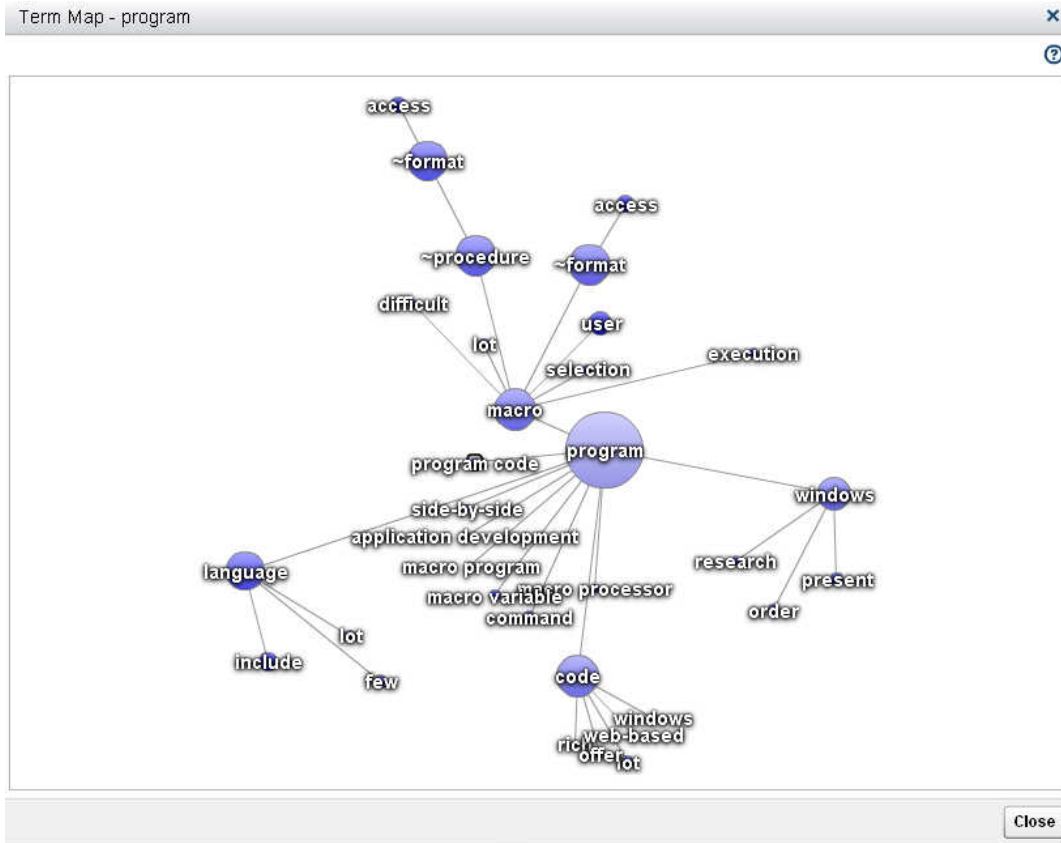 Term Map - program
access
~format
access
~procedure
~format
difficult
user
lot
execution
selection
macro
program
program code
windows
side-by-side
application development
research
macro program
language
present
macro processor
macro variable
order
command
lot
include
code
few
windows
web-based
rich
offer
lot
Close